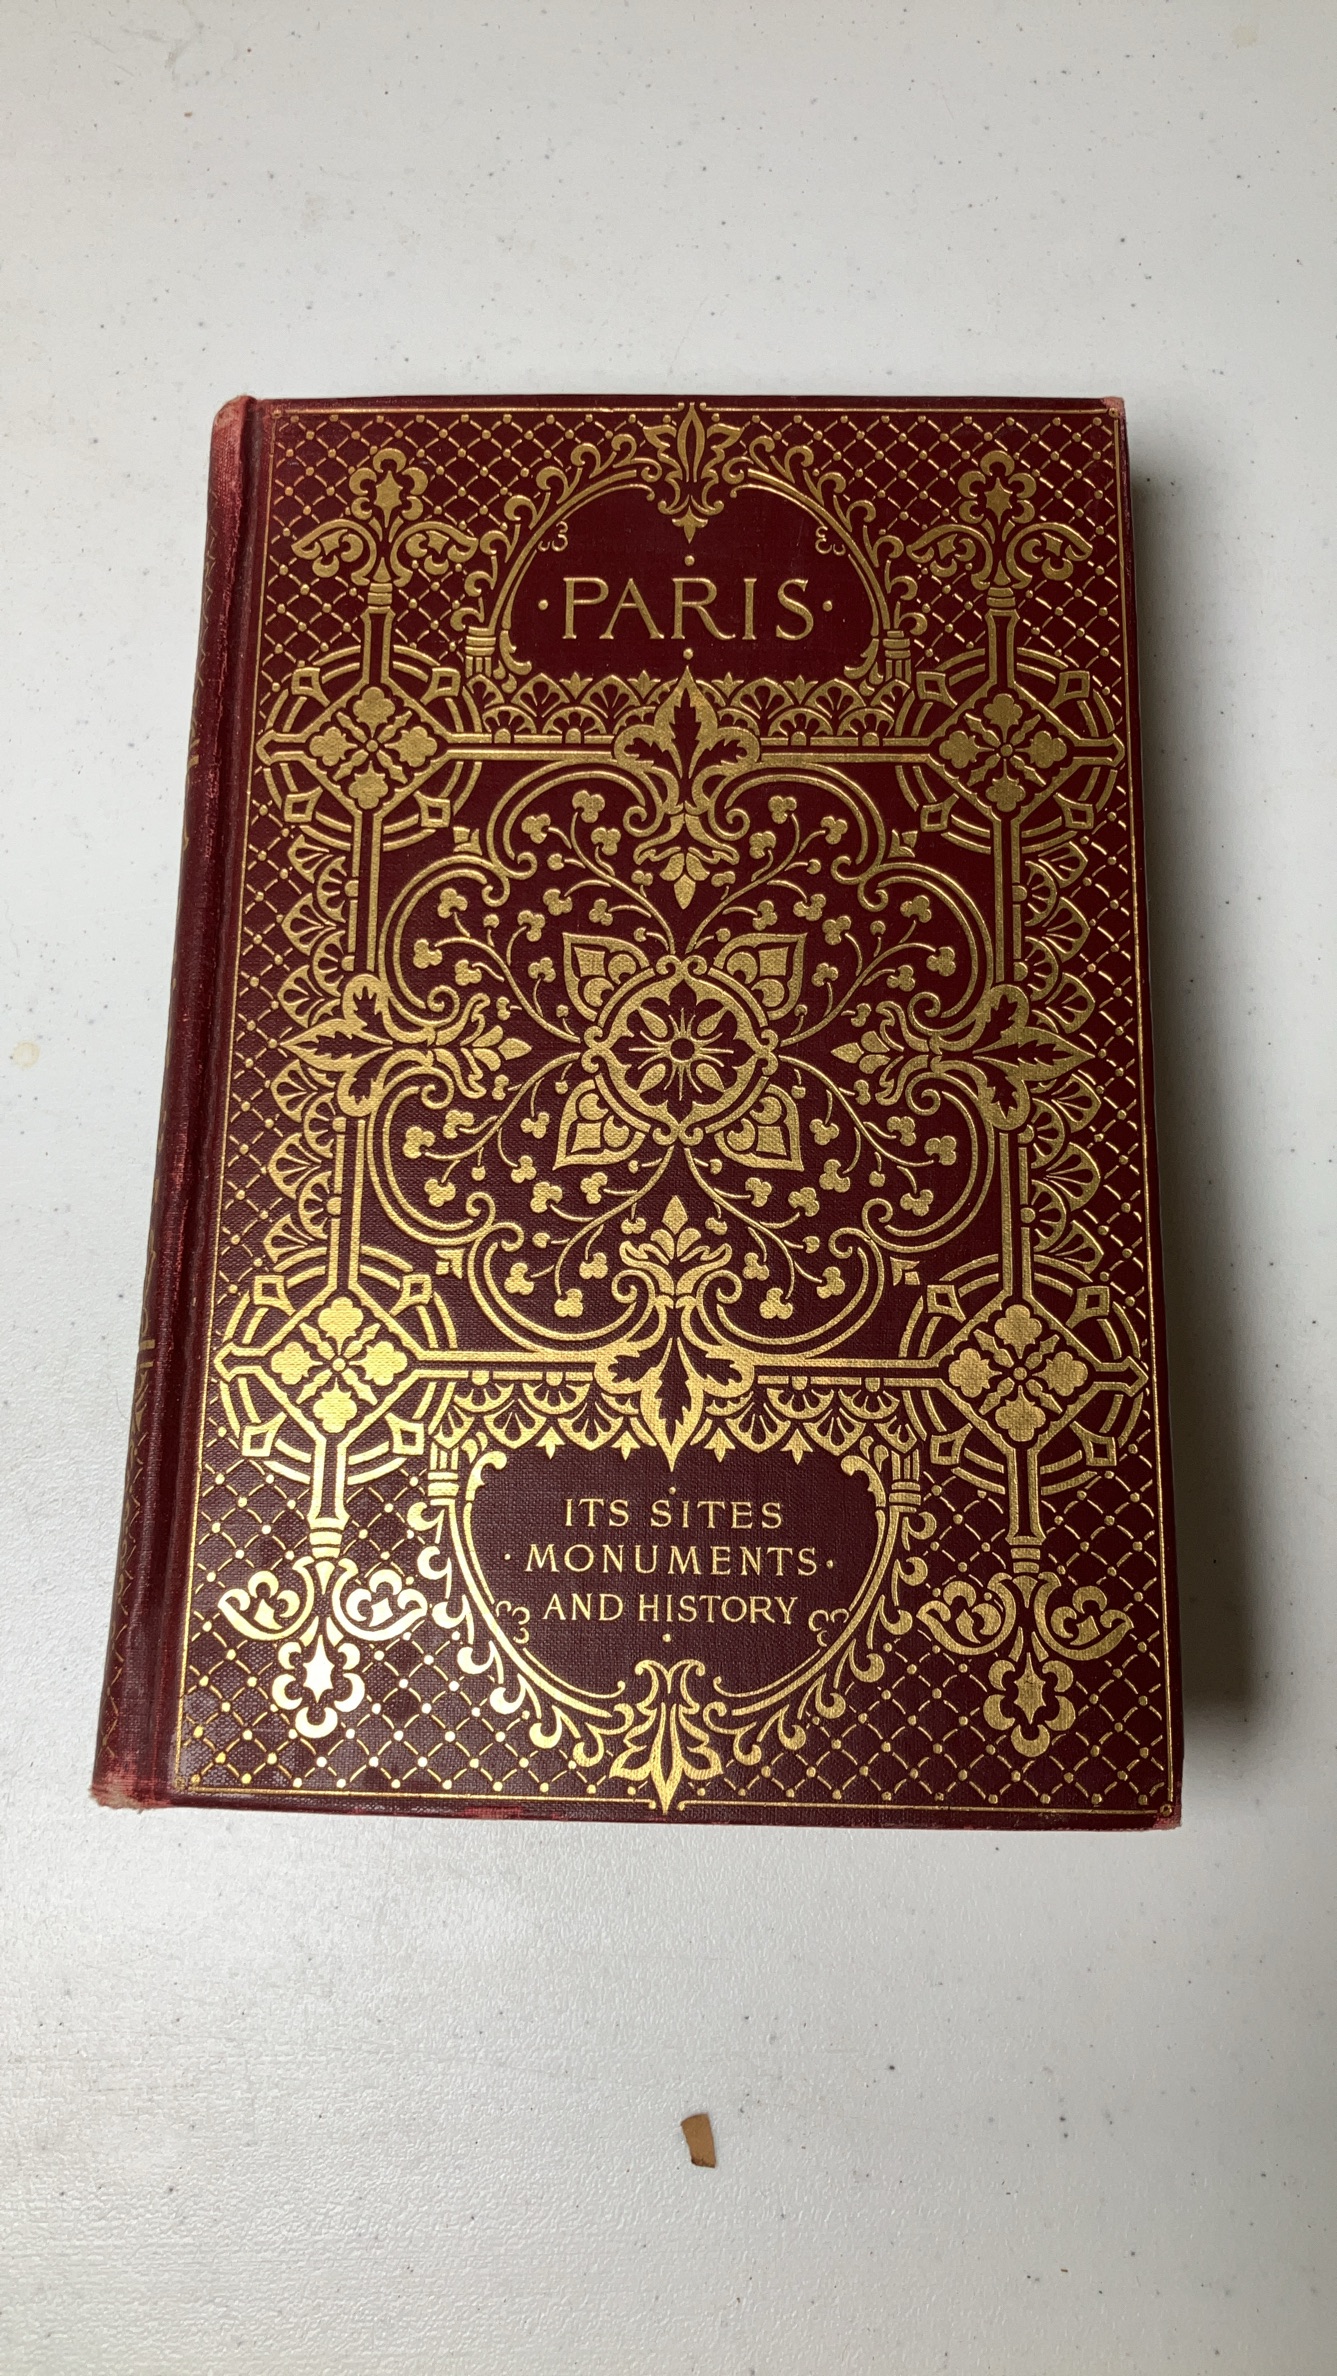 ·PARIS·
ITS SITES
·MONUMENTS·
AND HISTORY